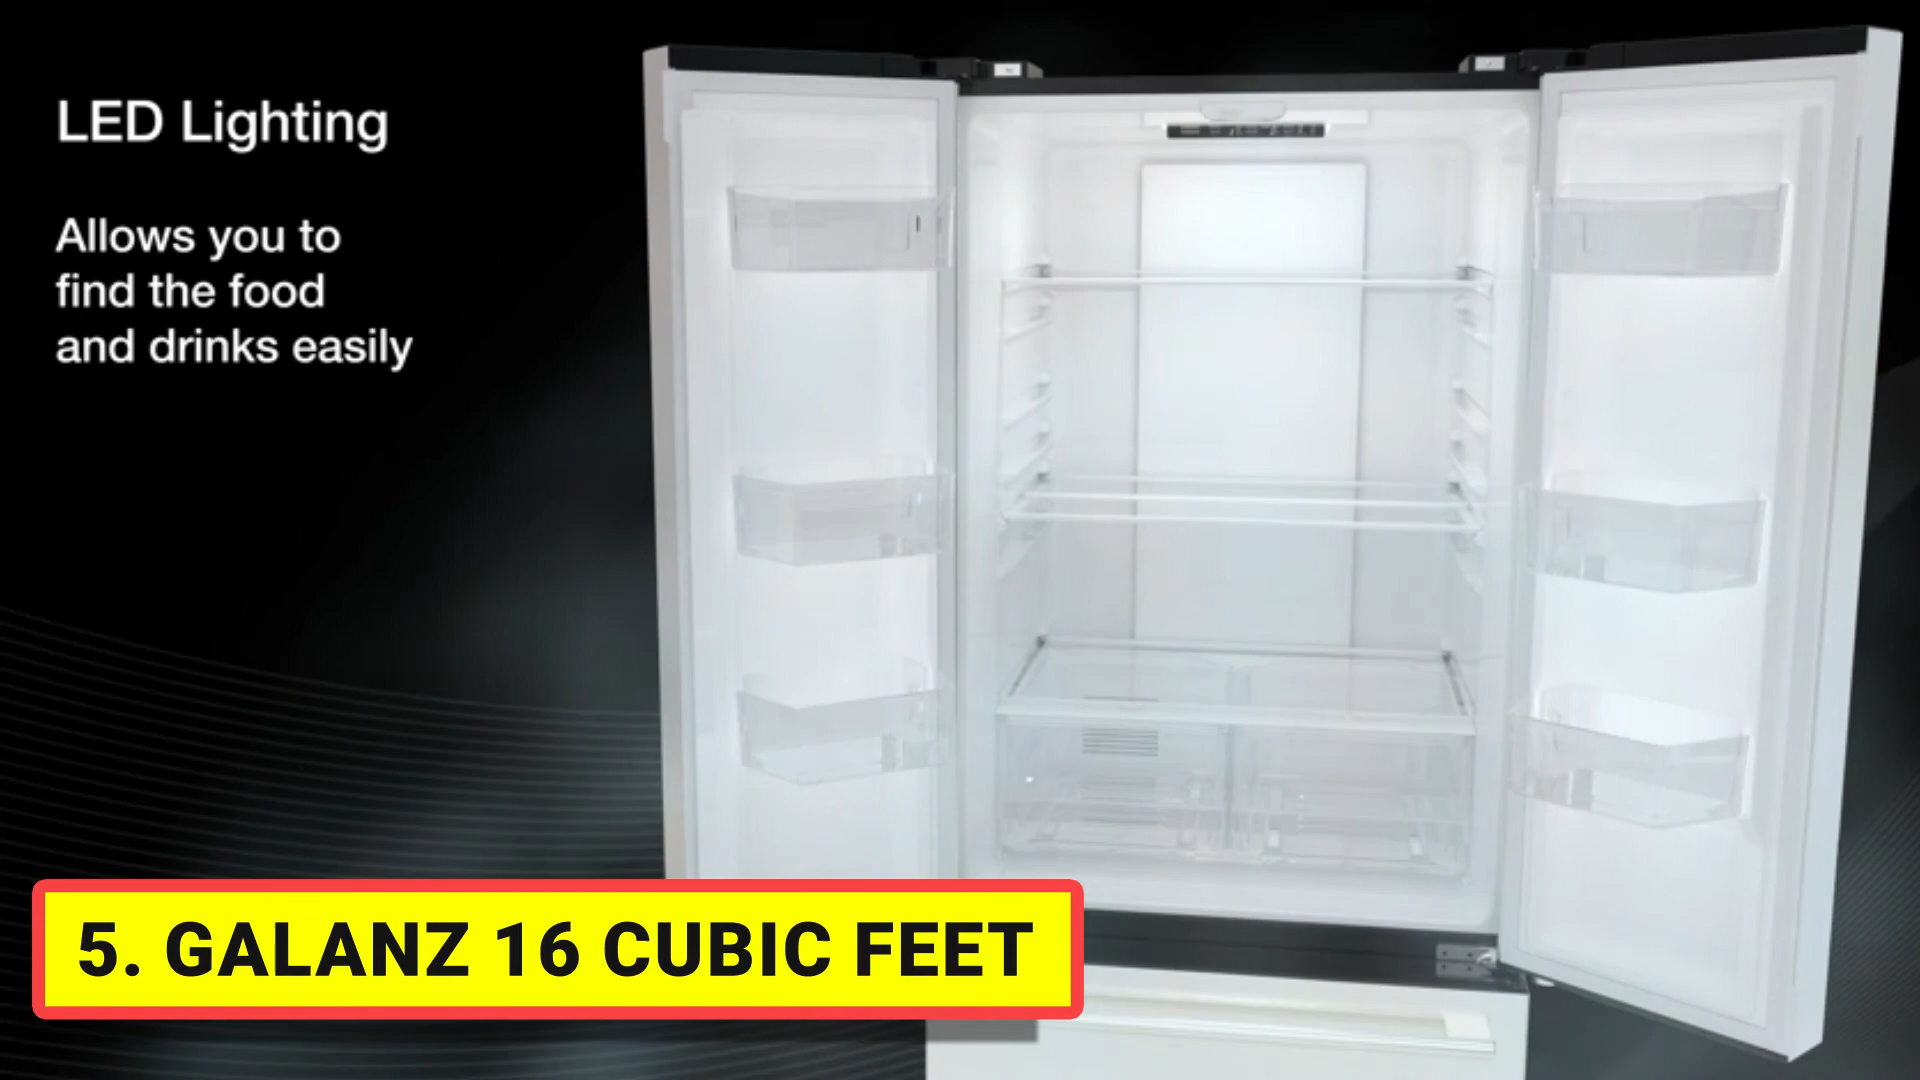 LED Lighting
Allows you to
find the food
and drinks easily
5. GALANZ 16 CUBIC FEET